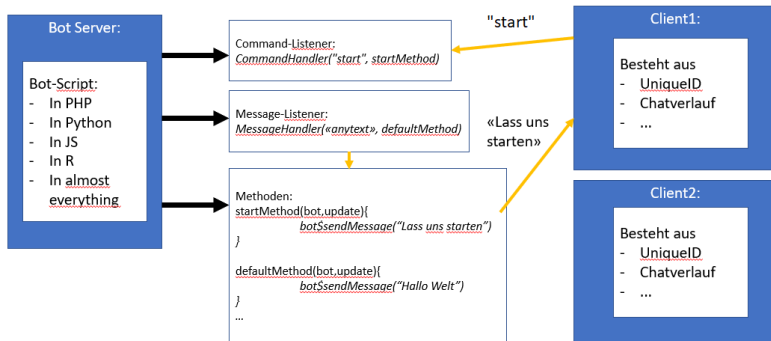 Bot Server:
Bot-Script:
- In PHP
- In Python
- In JS
- In R
- In almost
everything
Command-Listener:
CommandHandler("start", startMethod)
Message-Listener:
MessageHandler(«anytext», defaultMethod)
Methoden:
startMethod(bot,update){
bot$sendMessage(“Lass uns starten”)
}
defaultMethod(bot,update){
bot$sendMessage(“Hallo Welt”)
}
...
"start"
«Lass uns
starten»
Client1:
Besteht aus
- UniqueID
- Chatverlauf
- ...
Client2:
Besteht aus
- UniqueID
- Chatverlauf
- ...